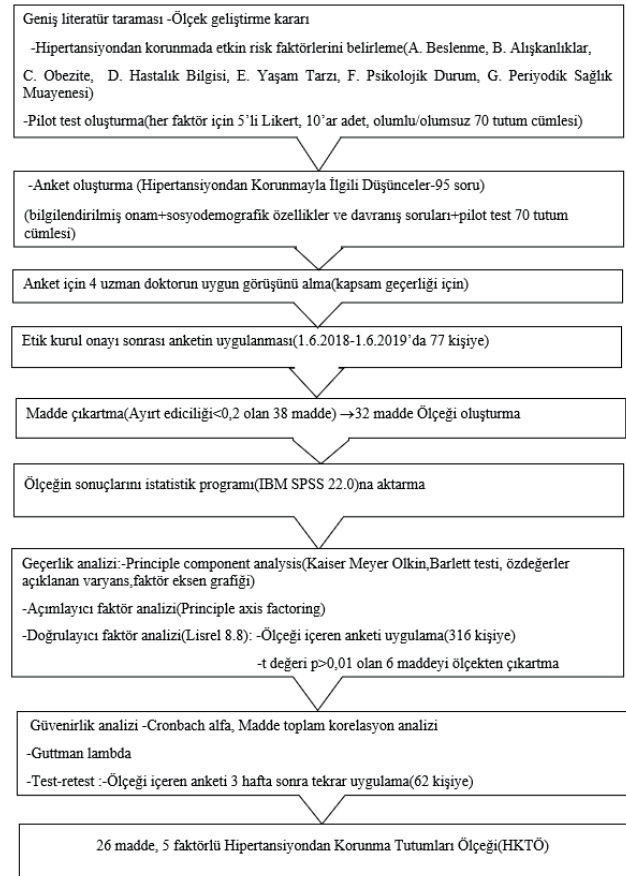 Geniş literatür taraması -Ölçek geliştirme kararı
-Hipertansiyondan korunmada etkin risk faktörlerini belirleme(A. Beslenme, B. Alışkanlıklar,
C. Obezite, D. Hastalık Bilgisi, E. Yaşam Tarzı, F. Psikolojik Durum, G. Periyodik Sağlık
Muayenesi)
-Pilot test oluşturma(her faktör için 5’li Likert, 10’ar adet, olumlu/olumsuz 70 tutum cümlesi)
-Anket oluşturma (Hipertansiyondan Korunmayla İlgili Düşünceler-95 soru)
(bilgilendirilmiş onam+sosyodemografik özellikler ve davranış soruları+pilot test 70 tutum
cümlesi)
Anket için 4 uzman doktorun uygun görüşünü alma(kapsam geçerliği için)
Etik kurul onayı sonrası anketin uygulanması(1.6.2018-1.6.2019’da 77 kişiye)
Madde çıkartma(Ayırt ediciliği<0,2 olan 38 madde) →32 madde Ölçeği oluşturma
Ölçeğin sonuçlarını istatistik programı(IBM SPSS 22.0)na aktarma
Geçerlik analizi:-Principle component analysis(Kaiser Meyer Olkin,Barlett testi, özdeğerler
açıklanan varyans,faktör eksen grafiği)
-Açımlayıcı faktör analizi(Principle axis factoring)
-Doğrulayıcı faktör analizi(Lisrel 8.8): -Ölçeği içeren anketi uygulama(316 kişiye)
-t değeri p>0,01 olan 6 maddeyi ölçekten çıkartma
Güvenirlik analizi -Cronbach alfa, Madde toplam korelasyon analizi
-Guttman lambda
-Test-retest :-Ölçeği içeren anketi 3 hafta sonra tekrar uygulama(62 kişiye)
26 madde, 5 faktörlü Hipertansiyondan Korunma Tutumları Ölçeği(HKTÖ)